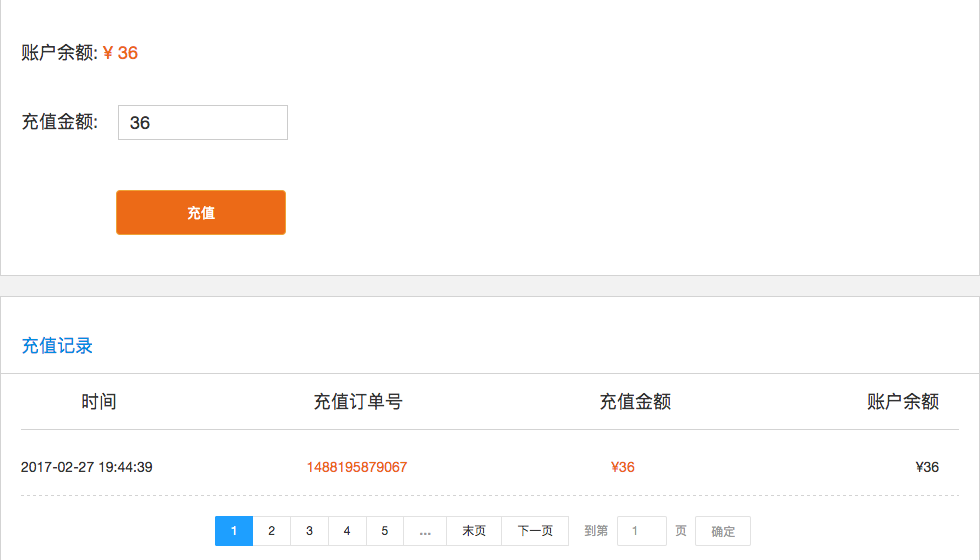 账户余额: ¥ 36
充值金额: 36
充值
充值记录
时间 充值订单号 充值金额 账户余额
2017-02-27 19:44:39 1488195879067 ¥36 ¥36
1 2 3 4 5 ... 末页 下一页 到第 1 页 确定